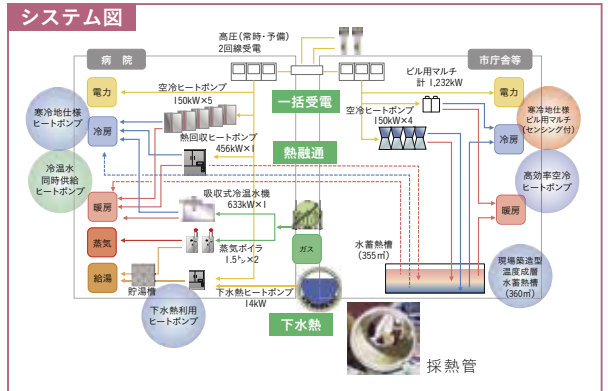 システム図
高圧(常時・予備)
2回線受電
病 院
市庁舎等
電力
空冷ヒートポンプ
150kW×5
一括受電
ビル用マルチ
計 1,232kW
空冷ヒートポンプ
150kW×4
電力
寒冷地仕様
ヒートポンプ
冷房
熱回収ヒートポンプ
456kW×1
熱融通
冷房
寒冷地仕様
ビル用マルチ
(センシング付)
冷温水
同時供給
ヒートポンプ
高効率空冷
ヒートポンプ
暖房
吸収式冷温水機
633kW×1
暖房
蒸気
蒸気ボイラ
1.5㌧×2
ガス
水蓄熱槽
(355㎥)
給湯
貯湯槽
下水熱ヒートポンプ
14kW
現場築造型
温度成層
水蓄熱槽
(360㎥)
下水熱利用
ヒートポンプ
下水熱
採熱管